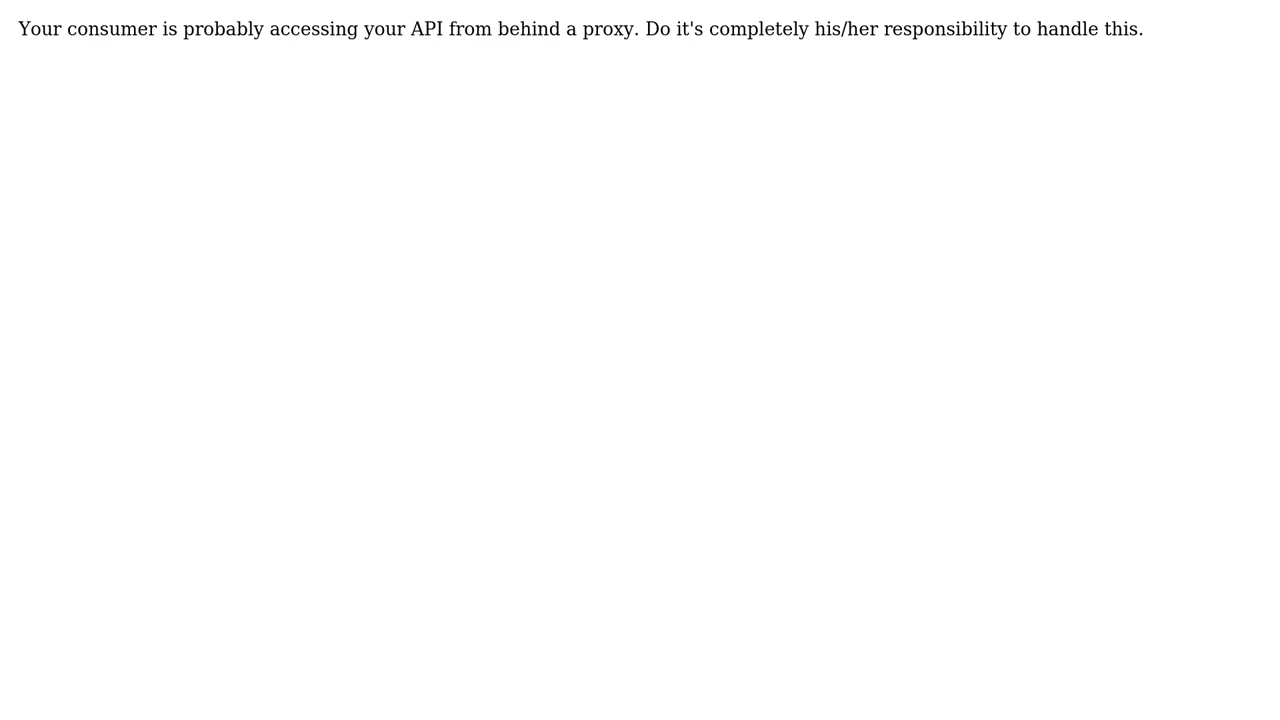 Your consumer is probably accessing your API from behind a proxy. Do it's completely his/her responsibility to handle this.